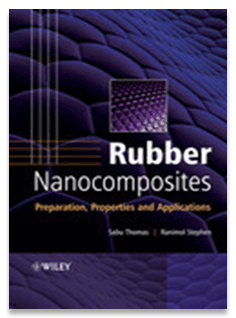 Rubber
Nanocomposites
Preparation, Properties and Applications
Sabu Thomas | Ranimol Stephen
WILEY